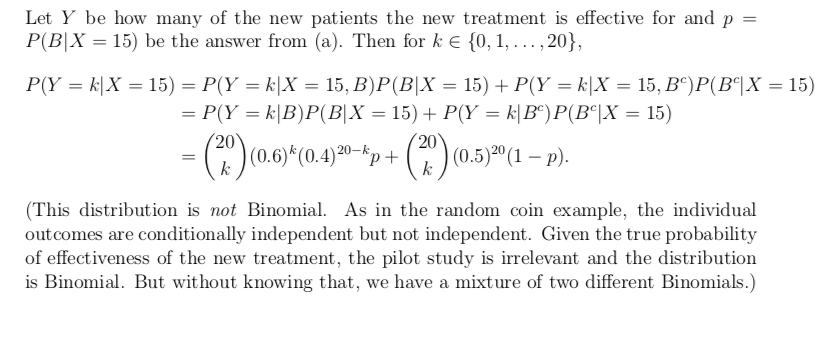 Let Y be how many of the new patients the new treatment is effective for and p =
P(B|X = 15) be the answer from (a). Then for k ∈ {0, 1, . . . , 20},
P(Y = k|X = 15) = P(Y = k|X = 15, B)P(B|X = 15) + P(Y = k|X = 15, Bᶜ)P(Bᶜ|X = 15)
= P(Y = k|B)P(B|X = 15) + P(Y = k|Bᶜ)P(Bᶜ|X = 15)
= \binom{20}{k}(0.6)^k(0.4)^{20−k}p + \binom{20}{k}(0.5)^{20}(1 − p).
(This distribution is not Binomial. As in the random coin example, the individual
outcomes are conditionally independent but not independent. Given the true probability
of effectiveness of the new treatment, the pilot study is irrelevant and the distribution
is Binomial. But without knowing that, we have a mixture of two different Binomials.)